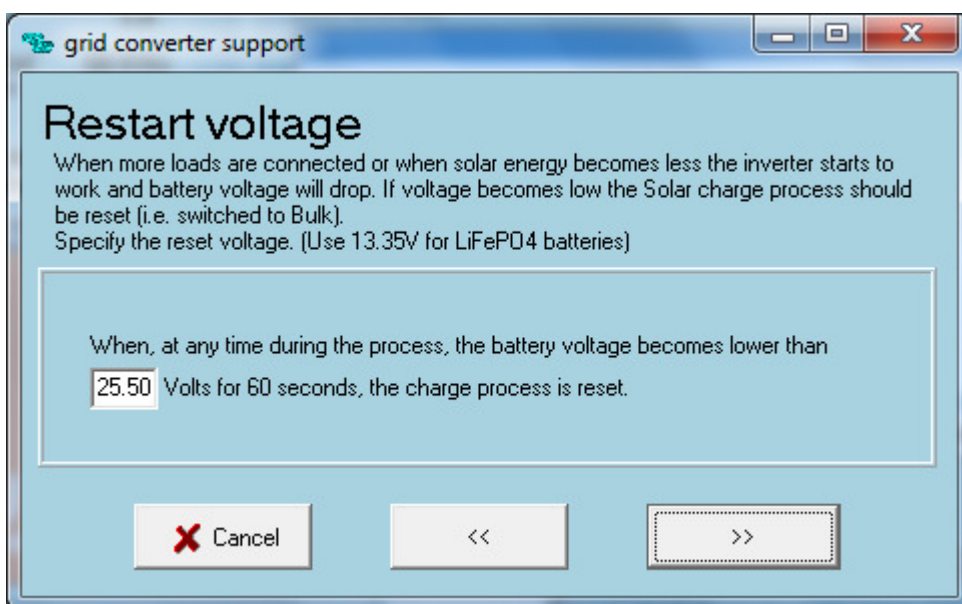 grid converter support
Restart voltage
When more loads are connected or when solar energy becomes less the inverter starts to
work and battery voltage will drop. If voltage becomes low the Solar charge process should
be reset (i.e. switched to Bulk).
Specify the reset voltage. (Use 13.35V for LiFePO4 batteries)
When, at any time during the process, the battery voltage becomes lower than
25.50 Volts for 60 seconds, the charge process is reset.
Cancel
<<
>>